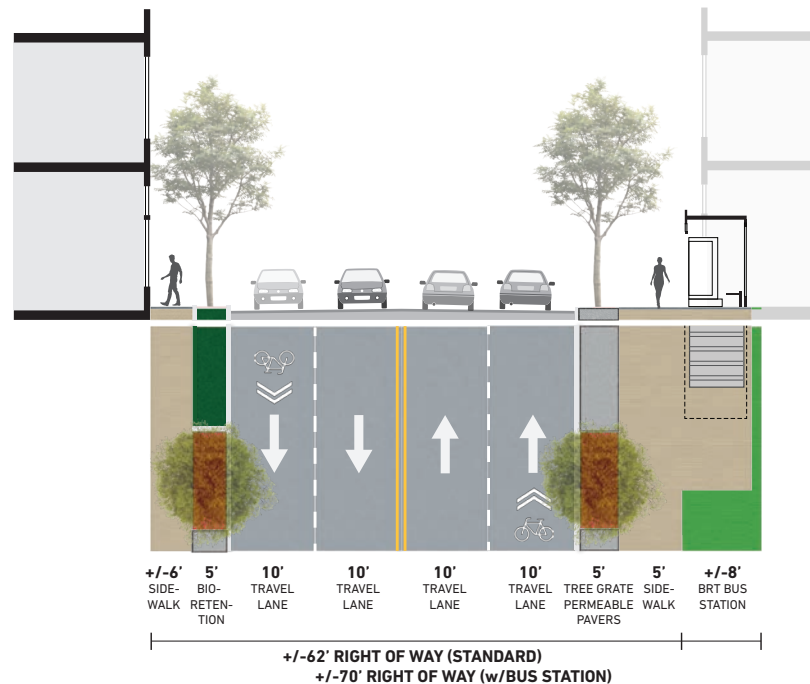 +/-6'
SIDE-
WALK
5'
BIO-
RETEN-
TION
10'
TRAVEL
LANE
10'
TRAVEL
LANE
10'
TRAVEL
LANE
10'
TRAVEL
LANE
5'
TREE GRATE
PERMEABLE
PAVERS
5'
SIDE-
WALK
+/-8'
BRT BUS
STATION
+/-62' RIGHT OF WAY (STANDARD)
+/-70' RIGHT OF WAY (w/BUS STATION)